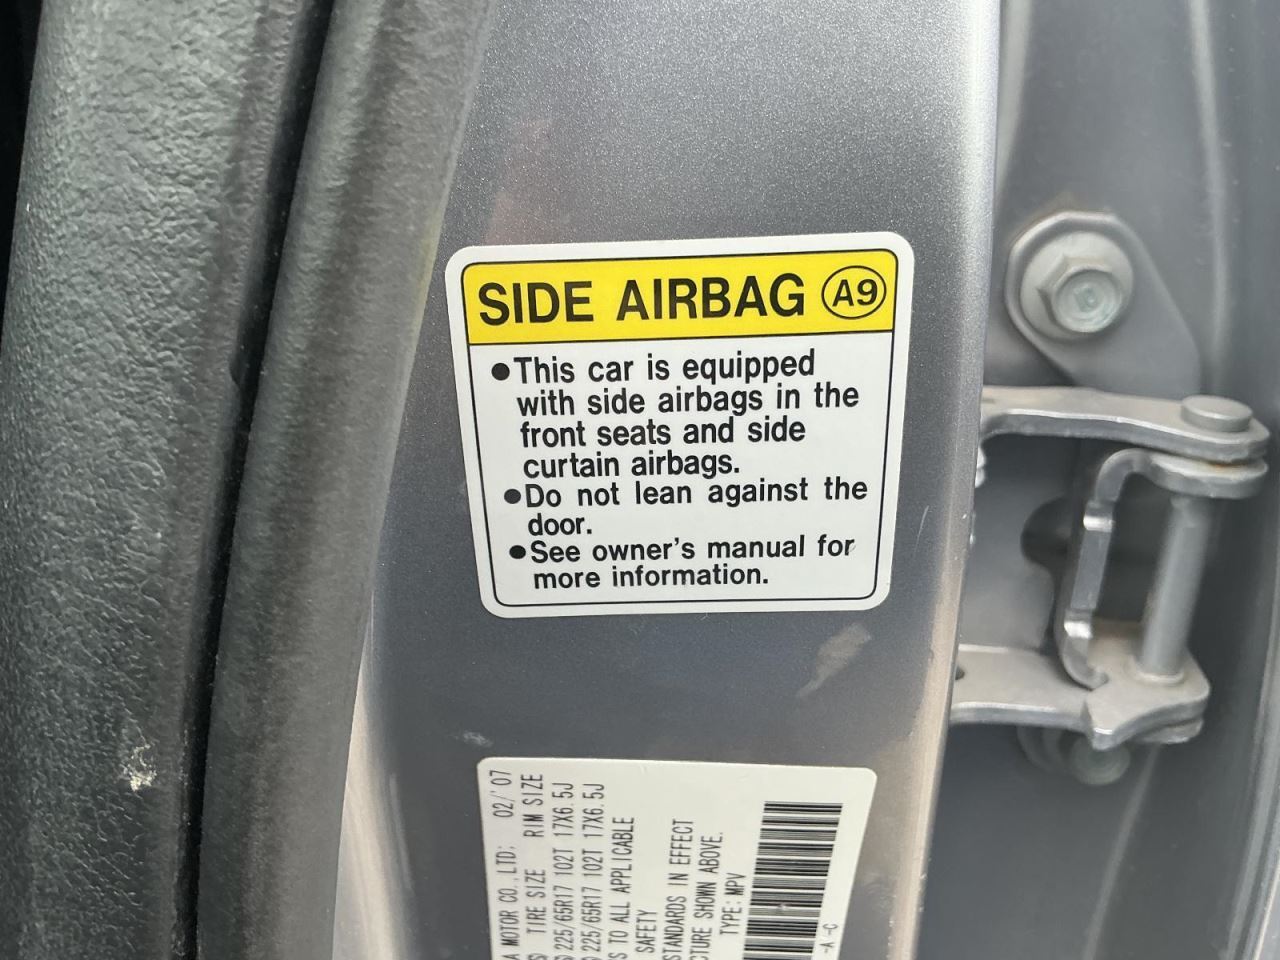 SIDE AIRBAG A9
●This car is equipped
with side airbags in the
front seats and side
curtain airbags.
●Do not lean against the
door.
●See owner's manual for
more information.
MOTOR CO., LTD. 02/'07
TIRE SIZE RIM SIZE
225/65R17 102T 17X6.5J
225/65R17 102T 17X6.5J
TO ALL APPLICABLE
SAFETY
STANDARDS IN EFFECT
SHOWN ABOVE.
TYPE: MPV
-A -C